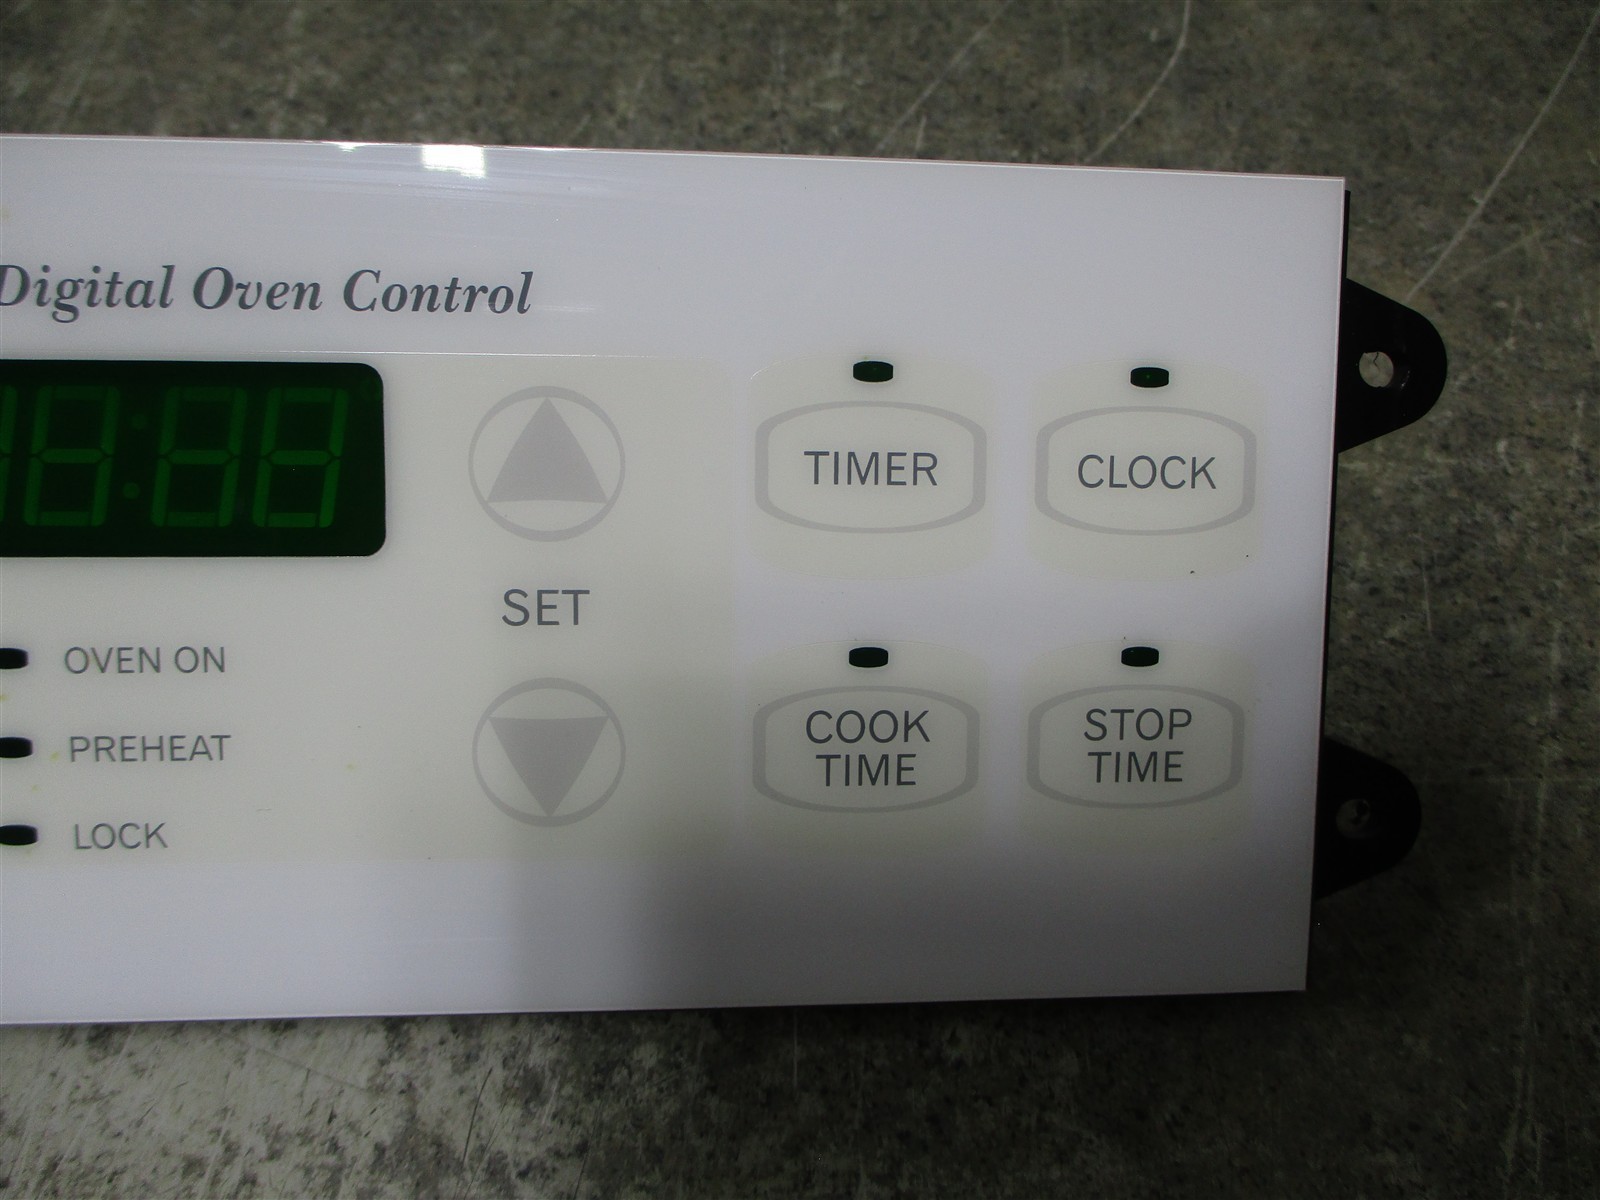 Digital Oven Control
TIMER
CLOCK
SET
OVEN ON
PREHEAT
LOCK
COOK
TIME
STOP
TIME